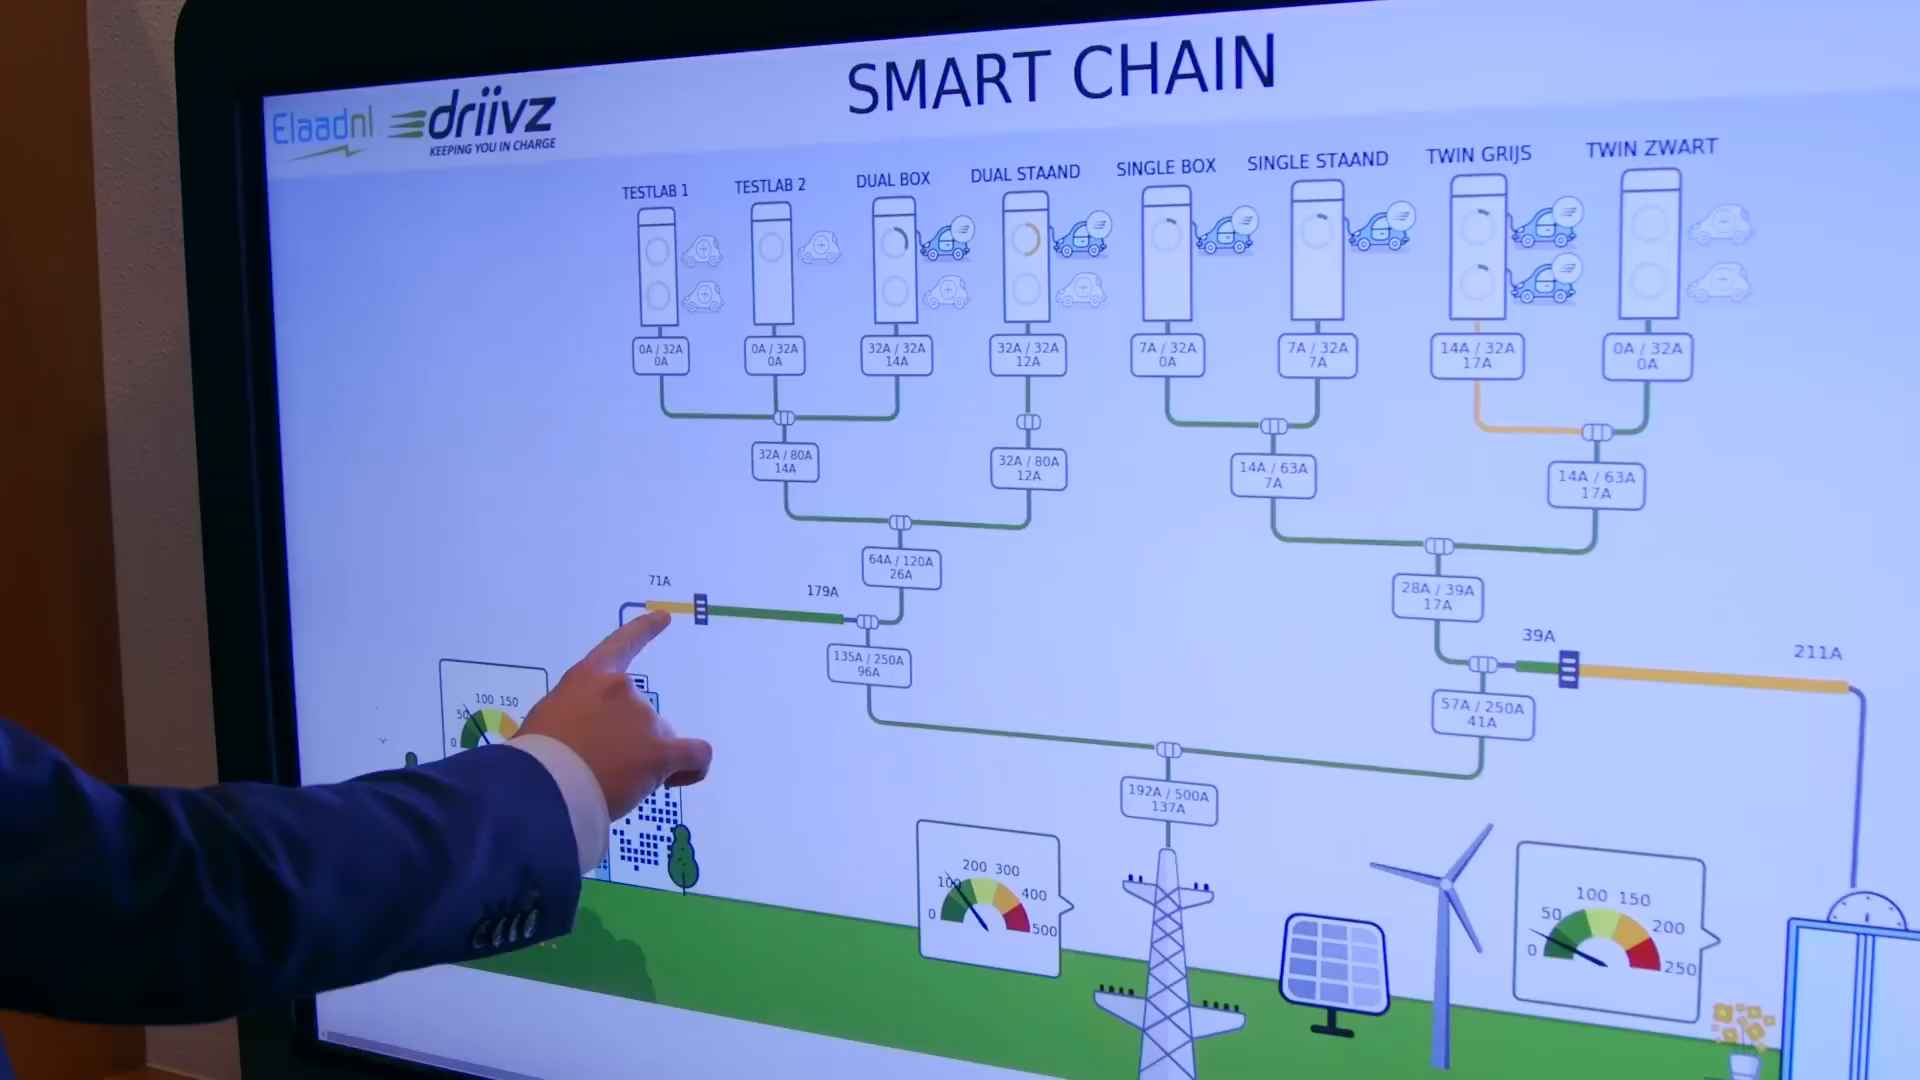 SMART CHAIN
Elaadnl
driivz
KEEPING YOU IN CHARGE
TESTLAB 1
TESTLAB 2
DUAL BOX
DUAL STAAND
SINGLE BOX
SINGLE STAAND
TWIN GRIJS
TWIN ZWART
0A / 32A
0A
0A / 32A
0A
32A / 32A
14A
32A / 32A
12A
7A / 32A
0A
7A / 32A
7A
14A / 32A
17A
0A / 32A
0A
32A / 80A
14A
32A / 80A
12A
14A / 63A
7A
14A / 63A
17A
64A / 120A
26A
28A / 39A
17A
71A
179A
39A
211A
135A / 250A
96A
57A / 250A
41A
192A / 500A
137A
0
50
100
150
0
100
200
300
400
500
0
50
100
150
200
250